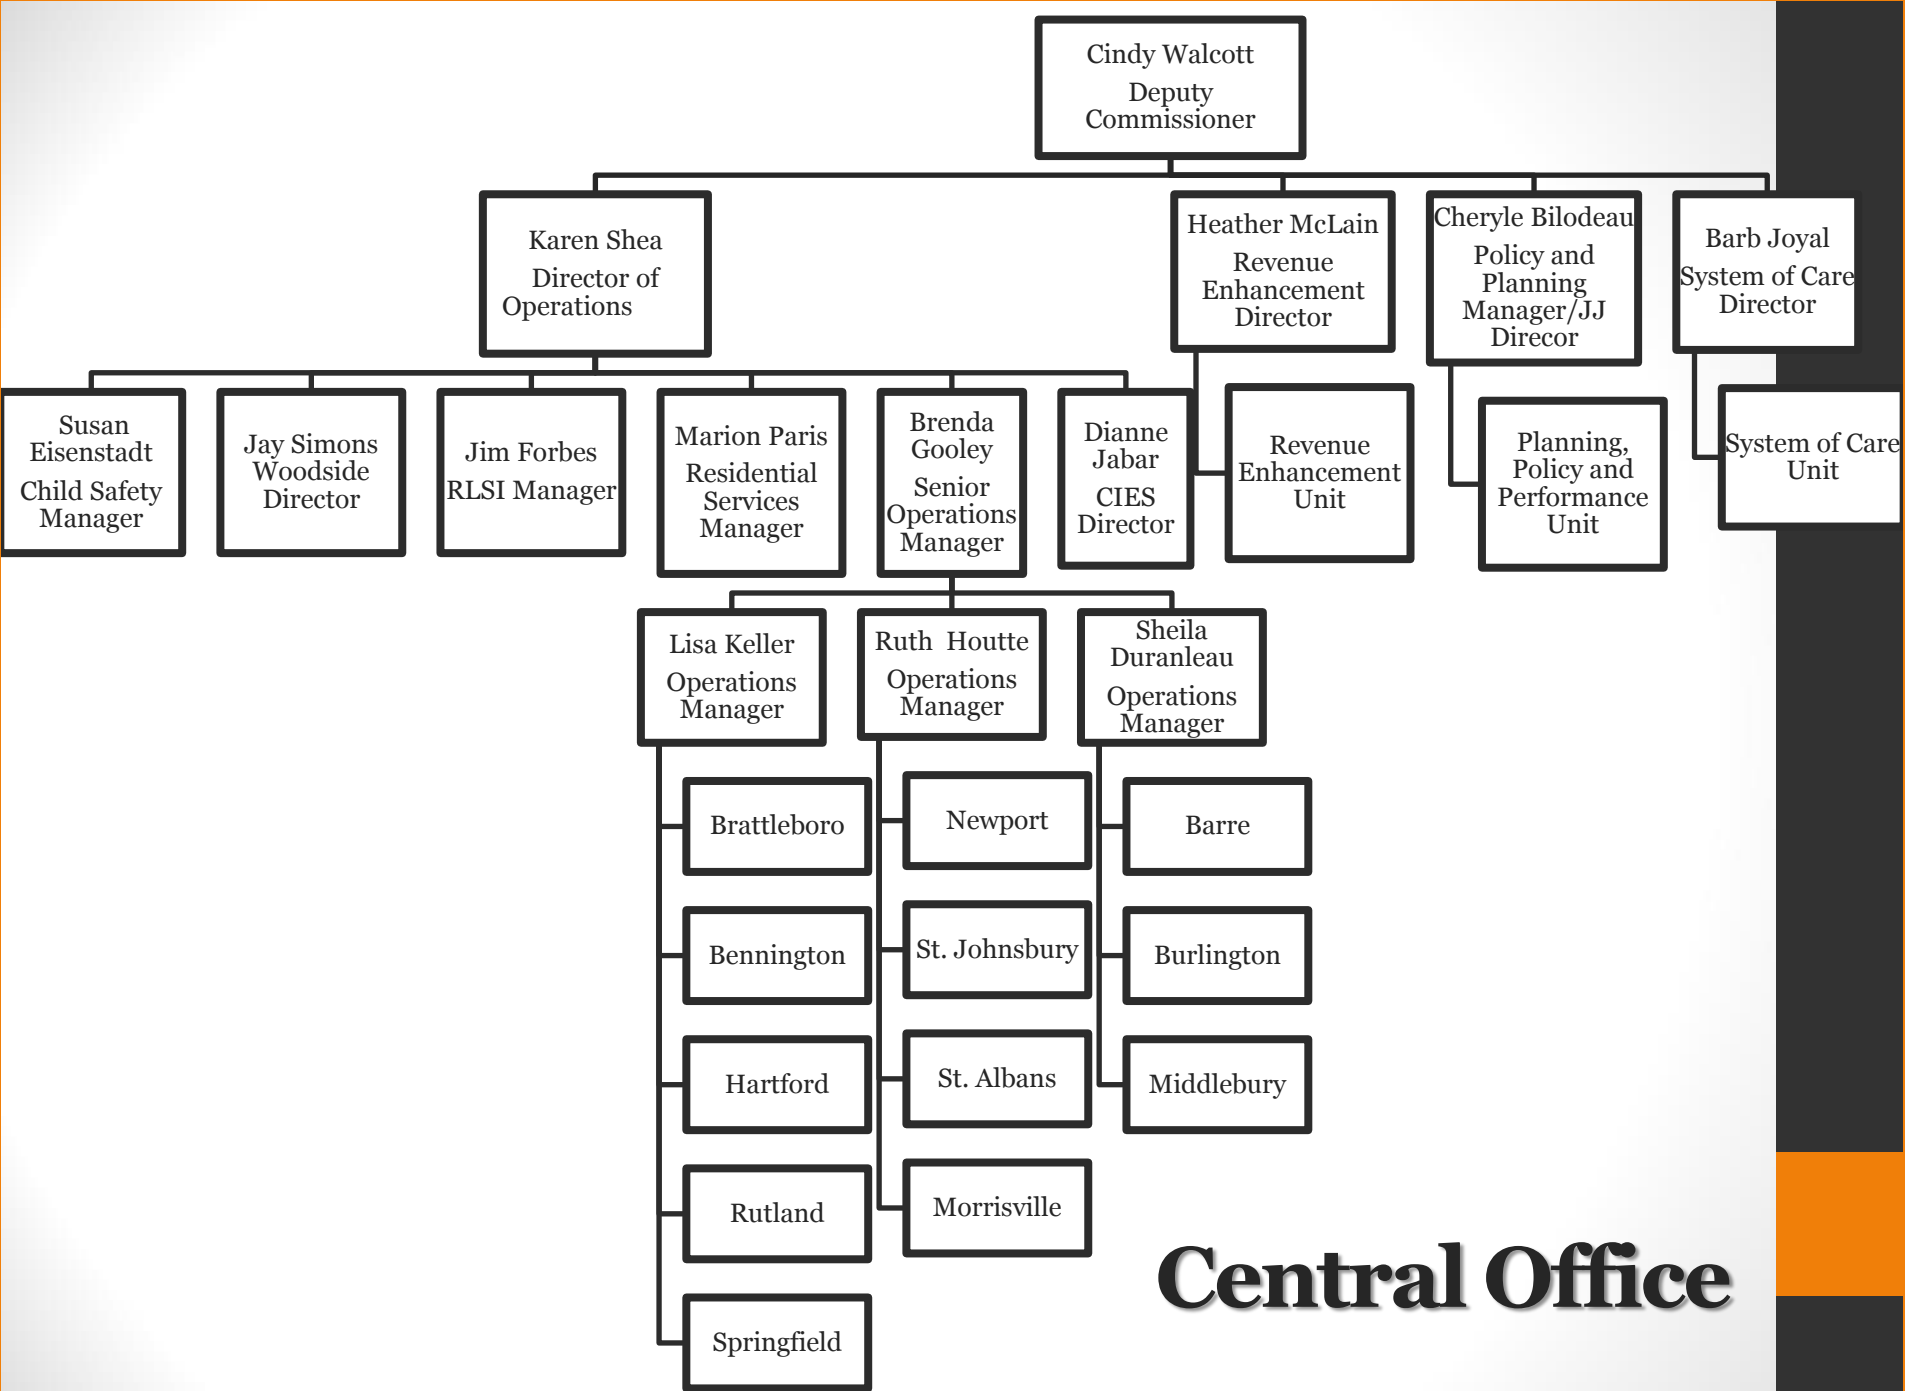 Cindy Walcott
Deputy
Commissioner
Karen Shea
Director of
Operations
Heather McLain
Revenue
Enhancement
Director
Cheryle Bilodeau
Policy and
Planning
Manager/JJ
Direcor
Barb Joyal
System of Care
Director
Susan
Eisenstadt
Child Safety
Manager
Jay Simons
Woodside
Director
Jim Forbes
RLSI Manager
Marion Paris
Residential
Services
Manager
Brenda
Gooley
Senior
Operations
Manager
Dianne
Jabar
CIES
Director
Revenue
Enhancement
Unit
Planning,
Policy and
Performance
Unit
System of Care
Unit
Lisa Keller
Operations
Manager
Ruth  Houtte
Operations
Manager
Sheila
Duranleau
Operations
Manager
Brattleboro
Bennington
Hartford
Rutland
Springfield
Newport
St. Johnsbury
St. Albans
Morrisville
Barre
Burlington
Middlebury
Central Office